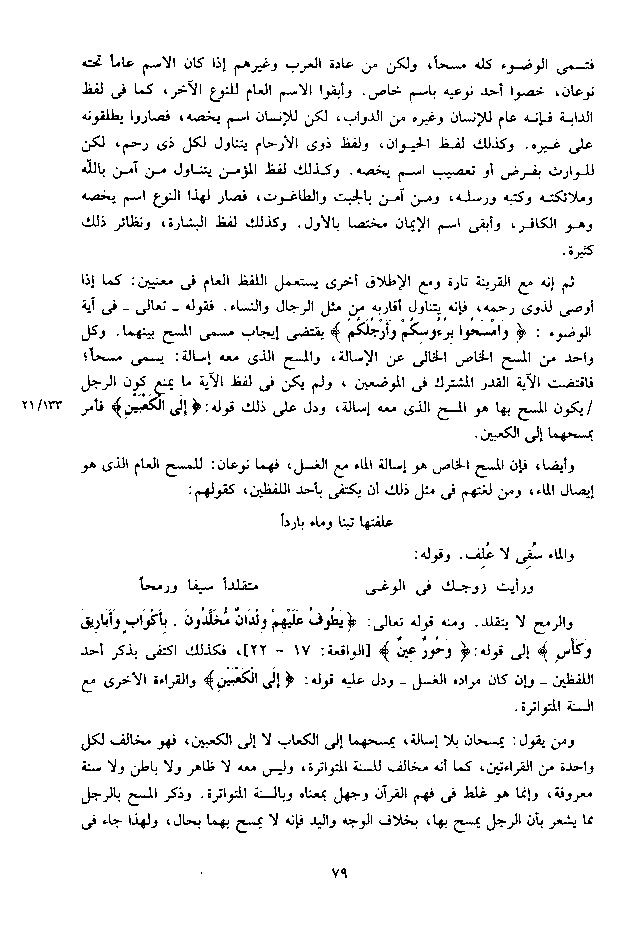 فتسمى الوضوء كله مسحاً، ولكن من عادة العرب وغيرهم إذا كان الاسم عاماً تحته
نوعان، خصوا أحد نوعيه باسم خاص. وأبقوا الاسم العام للنوع الآخر، كما فى لفظ
الدابة فإنه عام للإنسان وغيره من الدواب، لكن للإنسان اسم يخصه، فصاروا يطلقونه
على غيره. وكذلك لفظ الحيوان، ولفظ ذوى الأرحام يتناول لكل ذى رحم، لكن
للوارث بفرض أو تعصيب اسم يخصه. وكذلك لفظ المؤمن يتناول من آمن بالله
وملائكته وكتبه ورسله، ومن آمن بالجبت والطاغوت، فصار لهذا النوع اسم يخصه
وهو الكافر، وأبقى اسم الإيمان مختصا بالأول. وكذلك لفظ البشارة، ونظائر ذلك
كثيرة.
ثم إنه مع القرينة تارة ومع الإطلاق أخرى يستعمل اللفظ العام فى معنيين: كما إذا
أوصى لذوى رحمه، فإنه يتناول أقاربه من مثل الرجال والنساء. فقوله ـ تعالى ـ فى آية
الوضوء : ﴿ وَامْسَحُوا بِرُءُوسِكُمْ وَأَرْجُلَكُمْ ﴾ يقتضى إيجاب مسمى المسح بينهما. وكل
واحد من المسح الخاص الخالى عن الإسالة، والمسح الذى معه إسالة: يسمى مسحاً؛
فاقتضت الآية القدر المشترك فى الموضعين ، ولم يكن فى لفظ الآية ما يمنع كون الرجل
/يكون المسح بها هو المسح الذى معه إسالة، ودل على ذلك قوله: ﴿ إِلَى الْكَعْبَيْنِ ﴾ فأمر ٢١/١٣٣
بمسحهما إلى الكعبين.
وأيضا، فإن المسح الخاص هو إسالة الماء مع الغسل، فهما نوعان: للمسح العام الذى هو
إيصال الماء، ومن لغتهم فى مثل ذلك أن يكتفى بأحد اللفظين، كقولهم:
علفتها تبنا وماء بارداً
والماء سُقِى لا عُلِف. وقوله:
ورأيت زوجك فى الوغى متقلداً سيفا ورمحاً
والرمح لا يتقلد. ومنه قوله تعالى: ﴿ يَطُوفُ عَلَيْهِمْ وِلْدَانٌ مُّخَلَّدُونَ . بِأَكْوَابٍ وَأَبَارِيقَ
وَكَأْسٍ ﴾ إلى قوله: ﴿ وَحُورٌ عِينٌ ﴾ [الواقعة: ١٧ - ٢٢]، فكذلك اكتفى بذكر أحد
اللفظين ـ وإن كان مراده الغسل ـ ودل عليه قوله: ﴿ إِلَى الْكَعْبَيْنِ ﴾ والقراءة الأخرى مع
السنة المتواترة.
ومن يقول: يمسحان بلا إسالة، يمسحهما إلى الكعاب لا إلى الكعبين، فهو مخالف لكل
واحدة من القراءتين، كما أنه مخالف للسنة المتواترة، وليس معه لا ظاهر ولا باطن ولا سنة
معروفة، وإنما هو غلط فى فهم القرآن وجهل بمعناه وبالسنة المتواترة. وذكر المسح بالرجل
مما يشعر بأن الرجل يمسح بها، بخلاف الوجه واليد فإنه لا يمسح بهما بحال، ولهذا جاء فى
٧٩